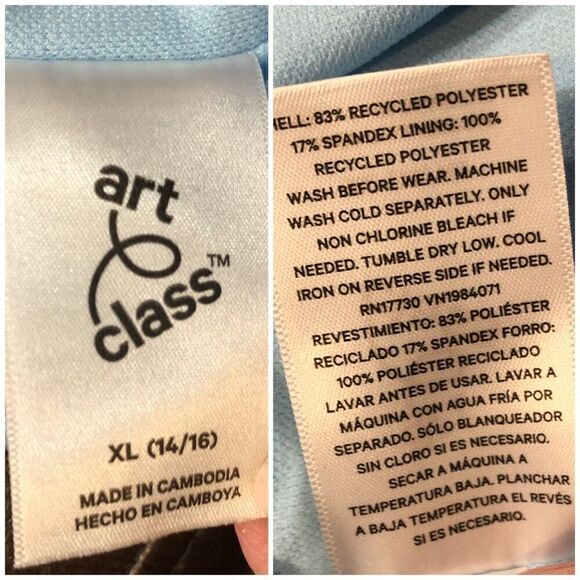 art
class™
XL (14/16)
MADE IN CAMBODIA
HECHO EN CAMBOYA
83% RECYCLED POLYESTER
17% SPANDEX LINING: 100%
RECYCLED POLYESTER
WASH BEFORE WEAR. MACHINE
WASH COLD SEPARATELY. ONLY
NON CHLORINE BLEACH IF
NEEDED. TUMBLE DRY LOW. COOL
IRON ON REVERSE SIDE IF NEEDED.
RN17730 VN1984071
REVESTIMIENTO: 83% POLIÉSTER
RECICLADO 17% SPANDEX FORRO:
100% POLIÉSTER RECICLADO
LAVAR ANTES DE USAR. LAVAR A
MÁQUINA CON AGUA FRÍA POR
SEPARADO. SÓLO BLANQUEADOR
SIN CLORO SI ES NECESARIO.
SECAR A MÁQUINA A
TEMPERATURA BAJA. PLANCHAR
A BAJA TEMPERATURA EL REVÉS
SI ES NECESARIO.